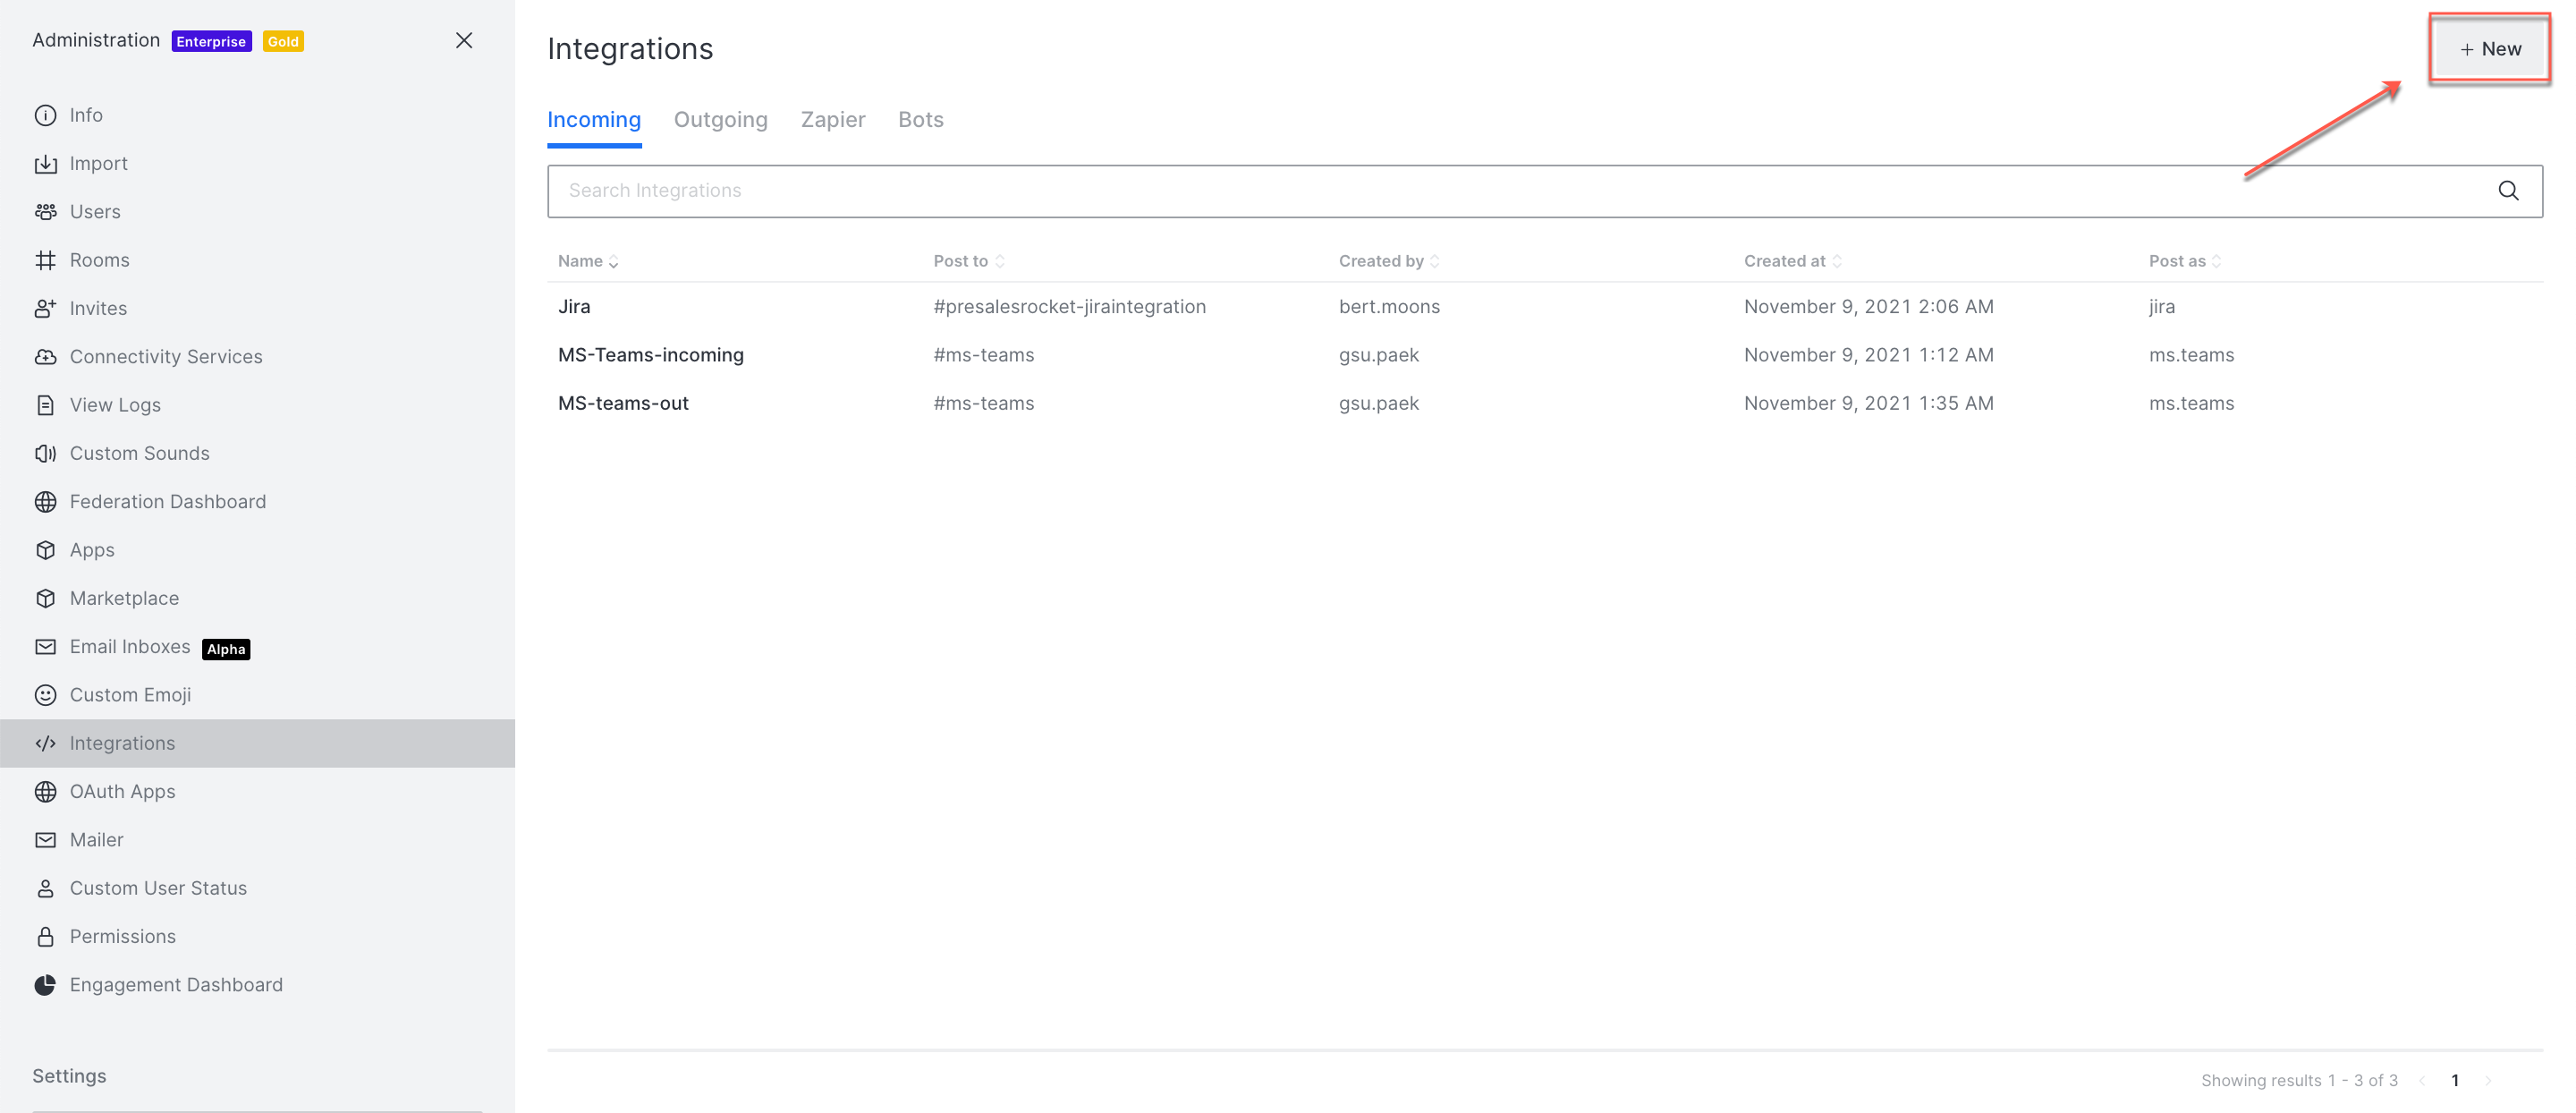 Administration Enterprise Gold
Info
Import
Users
Rooms
Invites
Connectivity Services
View Logs
Custom Sounds
Federation Dashboard
Apps
Marketplace
Email Inboxes Alpha
Custom Emoji
Integrations
OAuth Apps
Mailer
Custom User Status
Permissions
Engagement Dashboard
Settings
Integrations
+ New
Incoming Outgoing Zapier Bots
Search Integrations
Name Post to Created by Created at Post as
Jira #presalesrocket-jiraintegration bert.moons November 9, 2021 2:06 AM jira
MS-Teams-incoming #ms-teams gsu.paek November 9, 2021 1:12 AM ms.teams
MS-teams-out #ms-teams gsu.paek November 9, 2021 1:35 AM ms.teams
Showing results 1 - 3 of 3 1